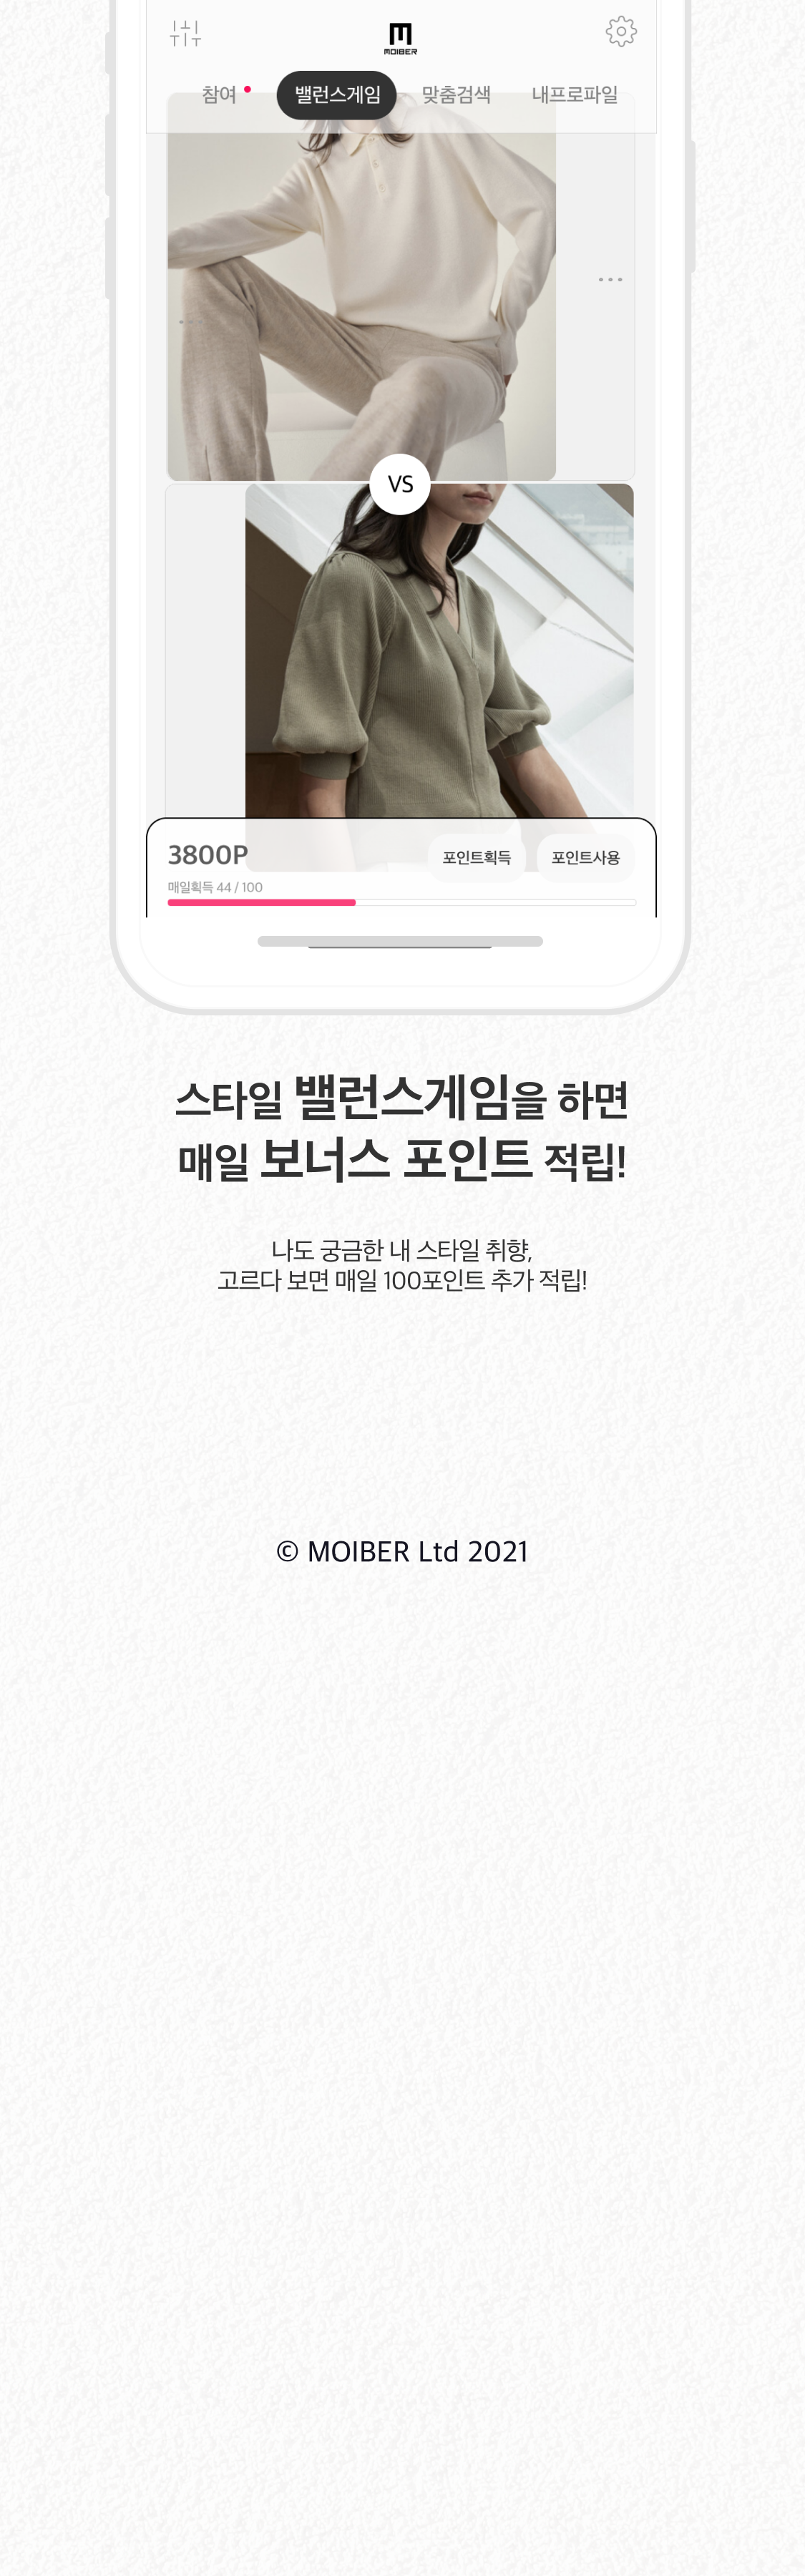 MOIBER
참여 밸런스게임 맞춤검색 내프로파일
VS
3800P 포인트획득 포인트사용
매일획득 44 / 100
스타일 밸런스게임을 하면
매일 보너스 포인트 적립!
나도 궁금한 내 스타일 취향,
고르다 보면 매일 100포인트 추가 적립!
© MOIBER Ltd 2021